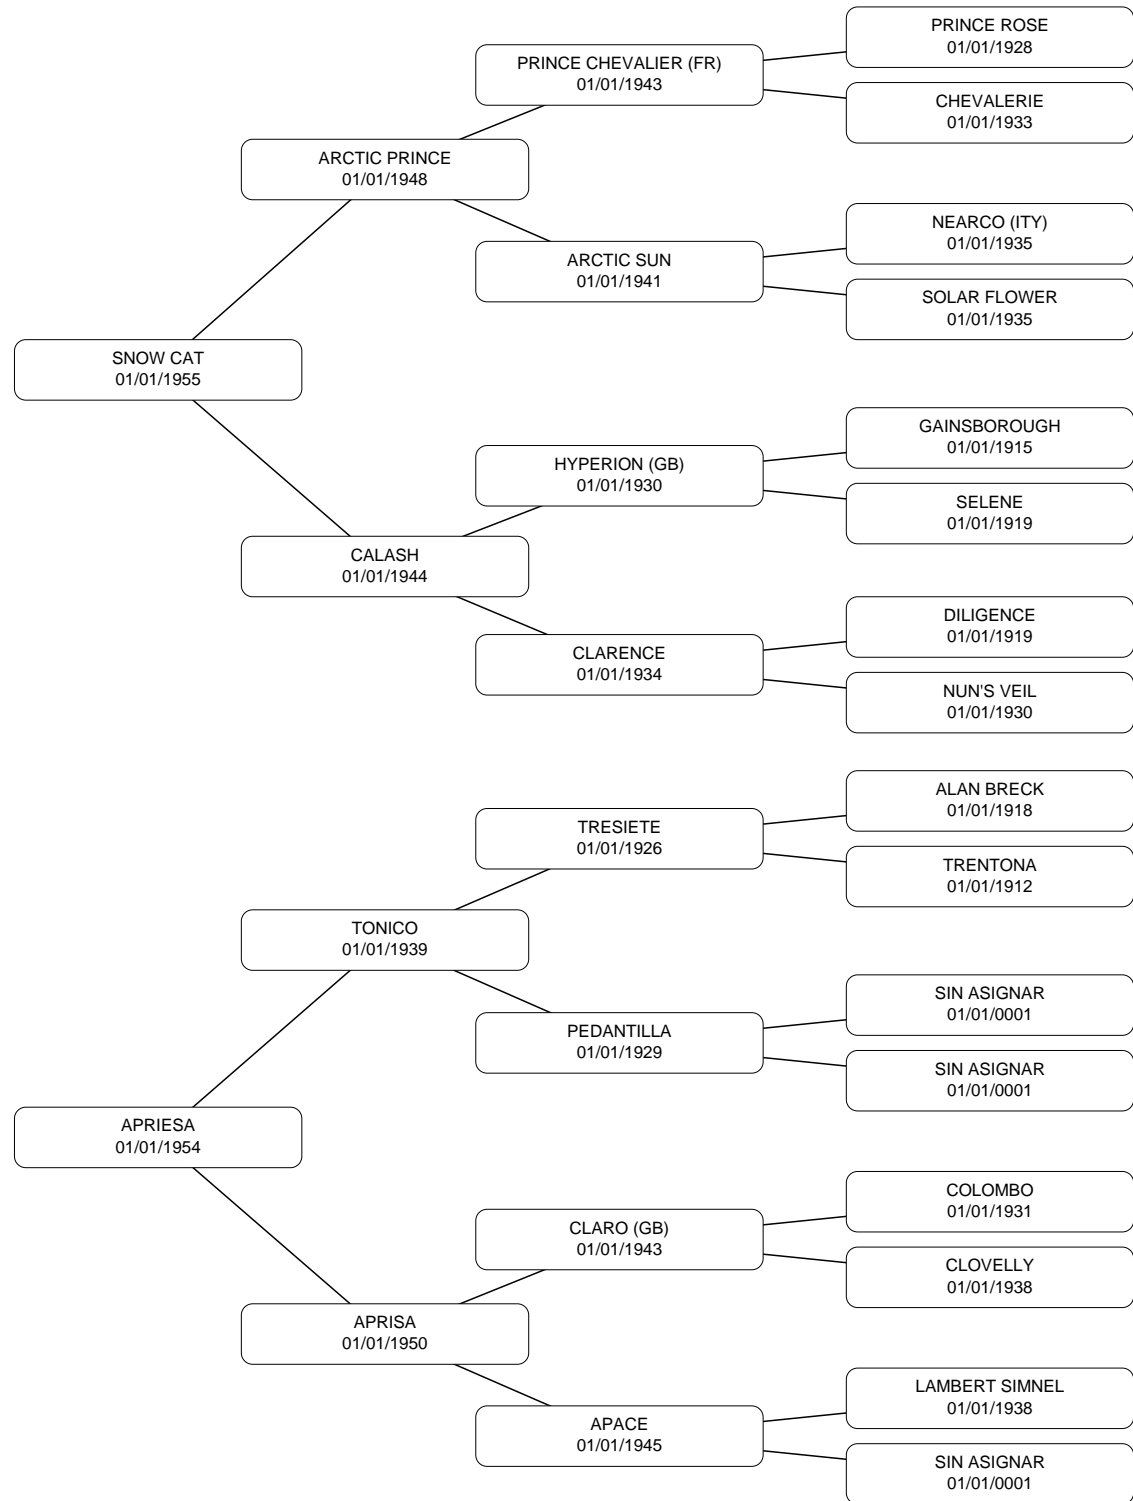 PRINCE ROSE
01/01/1928
PRINCE CHEVALIER (FR)
01/01/1943
CHEVALERIE
01/01/1933
ARCTIC PRINCE
01/01/1948
NEARCO (ITY)
01/01/1935
ARCTIC SUN
01/01/1941
SOLAR FLOWER
01/01/1935
SNOW CAT
01/01/1955
GAINSBOROUGH
01/01/1915
HYPERION (GB)
01/01/1930
SELENE
01/01/1919
CALASH
01/01/1944
DILIGENCE
01/01/1919
CLARENCE
01/01/1934
NUN'S VEIL
01/01/1930
ALAN BRECK
01/01/1918
TRESIETE
01/01/1926
TRENTONA
01/01/1912
TONICO
01/01/1939
SIN ASIGNAR
01/01/0001
PEDANTILLA
01/01/1929
SIN ASIGNAR
01/01/0001
APRIESA
01/01/1954
COLOMBO
01/01/1931
CLARO (GB)
01/01/1943
CLOVELLY
01/01/1938
APRISA
01/01/1950
LAMBERT SIMNEL
01/01/1938
APACE
01/01/1945
SIN ASIGNAR
01/01/0001